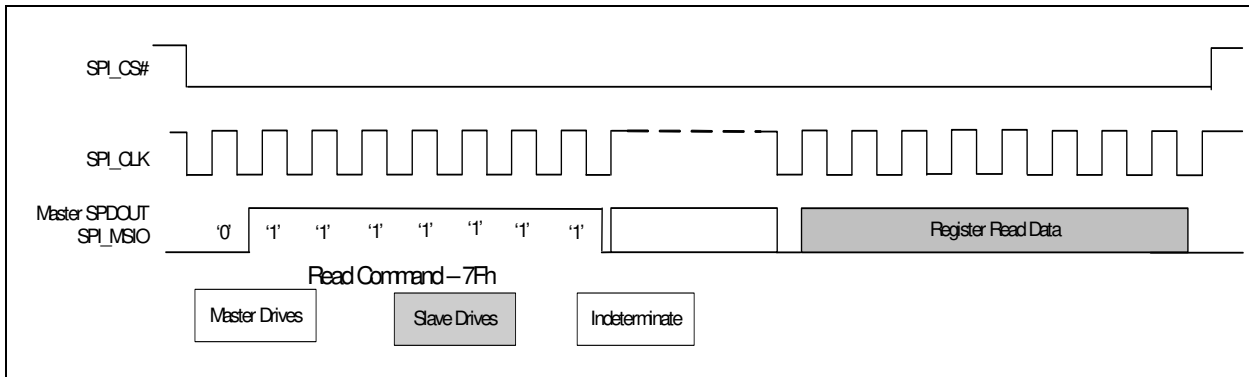 SPI_CS#
SPI_CLK
Master SPDOUT
SPI_MSIO
‘0’ ‘1’ ‘1’ ‘1’ ‘1’ ‘1’ ‘1’ ‘1’
Register Read Data
Read Command – 7Fh
Master Drives
Slave Drives
Indeterminate